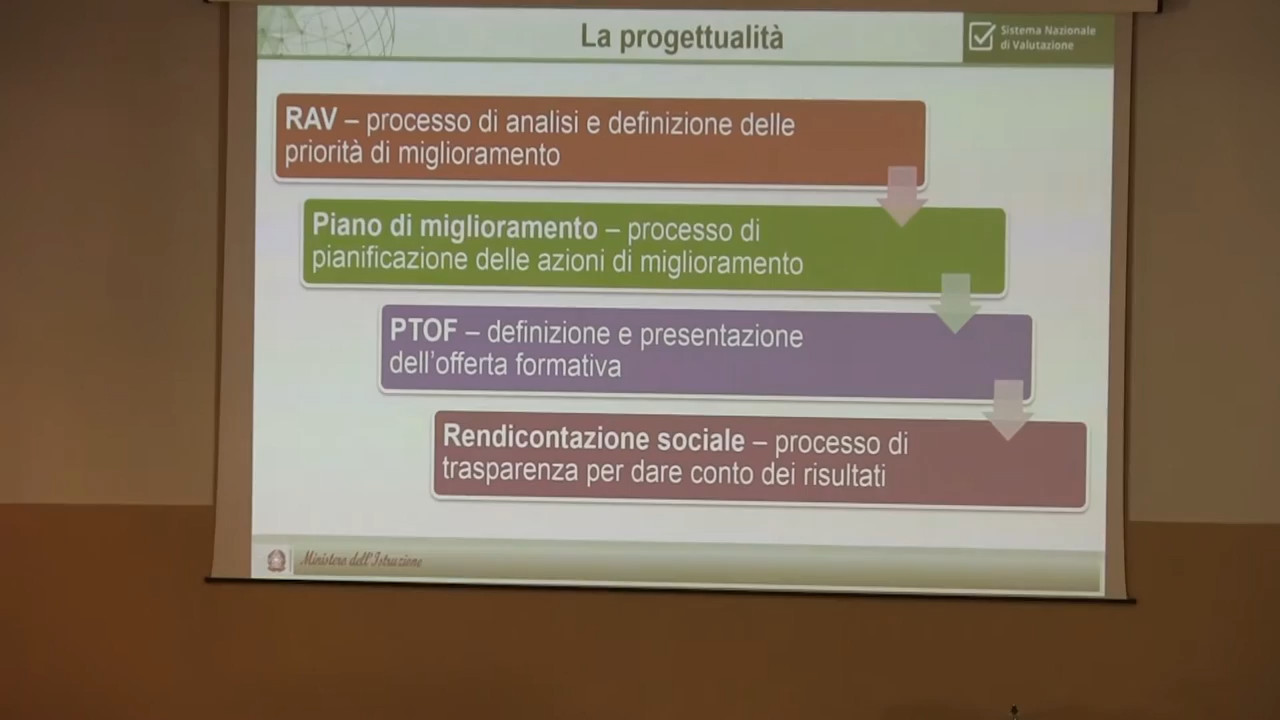 La progettualità
Sistema Nazionale
di Valutazione
RAV – processo di analisi e definizione delle
priorità di miglioramento
Piano di miglioramento – processo di
pianificazione delle azioni di miglioramento
PTOF – definizione e presentazione
dell'offerta formativa
Rendicontazione sociale – processo di
trasparenza per dare conto dei risultati
Ministero dell'Istruzione